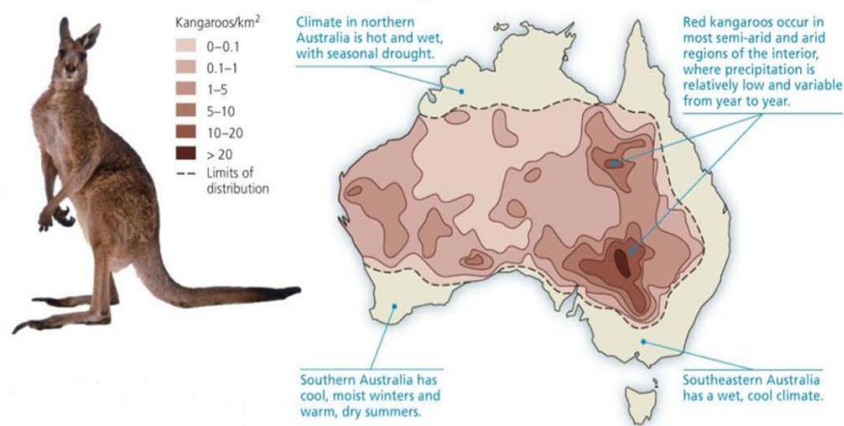 Kangaroos/km²
0–0.1
0.1–1
1–5
5–10
10–20
> 20
Limits of
distribution
Climate in northern
Australia is hot and wet,
with seasonal drought.
Red kangaroos occur in
most semi-arid and arid
regions of the interior,
where precipitation is
relatively low and variable
from year to year.
Southern Australia has
cool, moist winters and
warm, dry summers.
Southeastern Australia
has a wet, cool climate.